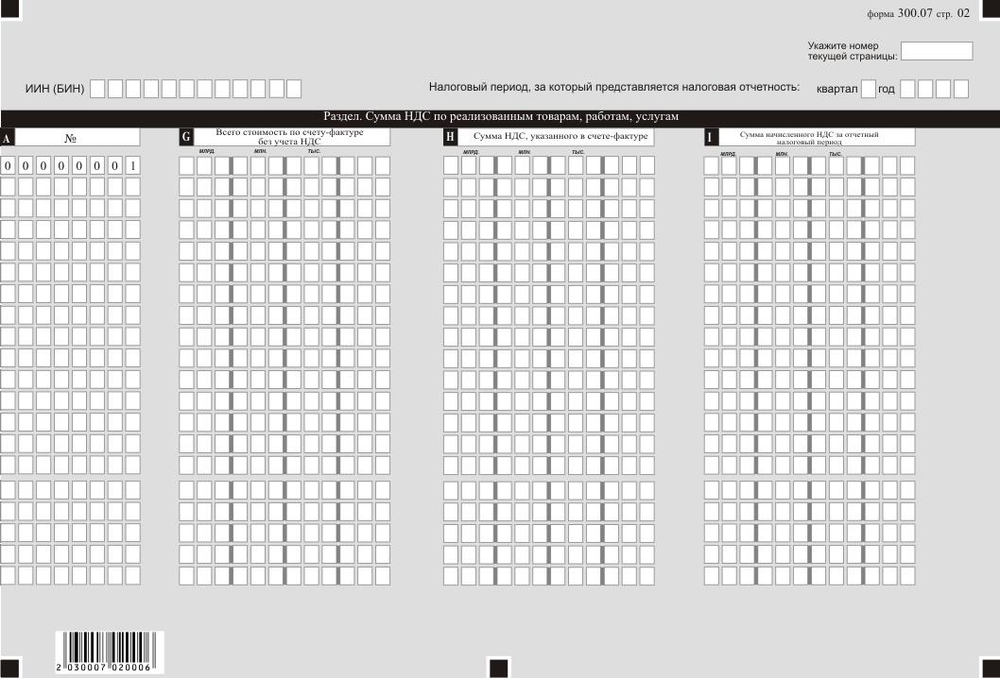 форма 300.07 стр. 02
Укажите номер
текущей страницы:
ИИН (БИН)
Налоговый период, за который представляется налоговая отчетность: квартал год
Раздел. Сумма НДС по реализованным товарам, работам, услугам
A №
G Всего стоимость по счету-фактуре
без учета НДС
H Сумма НДС, указанного в счете-фактуре
I Сумма начисленного НДС за отчетный
налоговый период
МЛРД. МЛН. ТЫС. МЛРД. МЛН. ТЫС. МЛРД. МЛН. ТЫС.
0 0 0 0 0 0 0 1
2 030007 020006